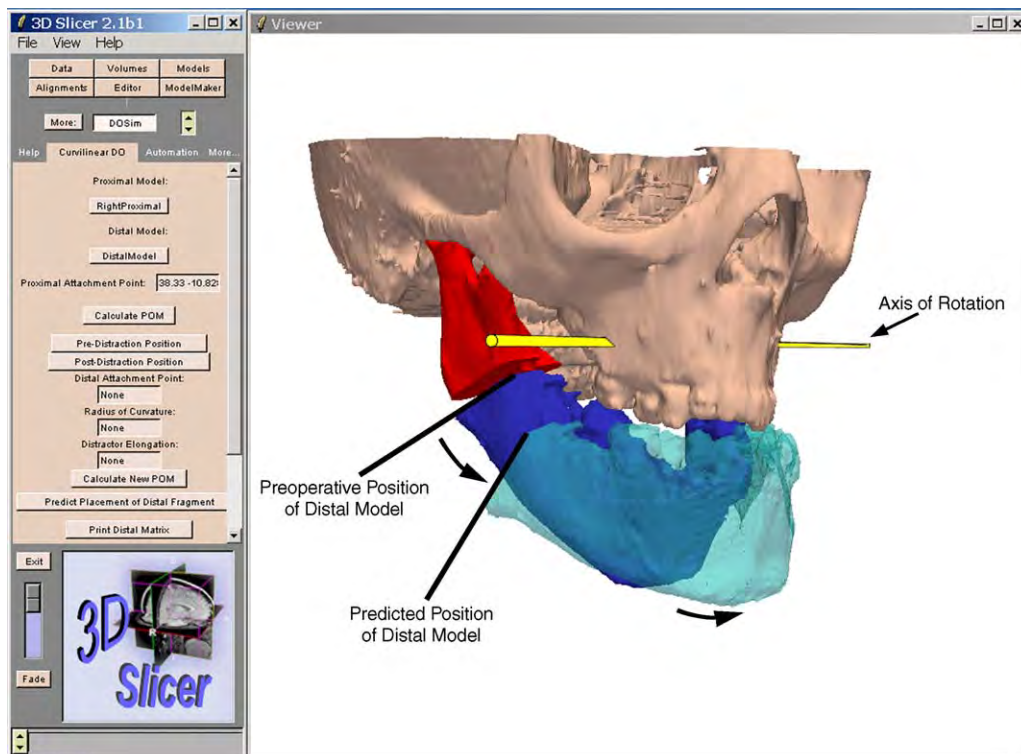 3D Slicer 2.1b1
File View Help
Data Volumes Models
Alignments Editor ModelMaker
More: DOSim
Help Curvilinear DO Automation More...
Proximal Model:
RightProximal
Distal Model:
DistalModel
Proximal Attachment Point: 38.33 -10.82
Calculate POM
Pre-Distraction Position
Post-Distraction Position
Distal Attachment Point:
None
Radius of Curvature:
None
Distractor Elongation:
None
Calculate New POM
Predict Placement of Distal Fragment
Print Distal Matrix
Exit
Fade
3D
Slicer
R
Viewer
Axis of Rotation
Preoperative Position
of Distal Model
Predicted Position
of Distal Model